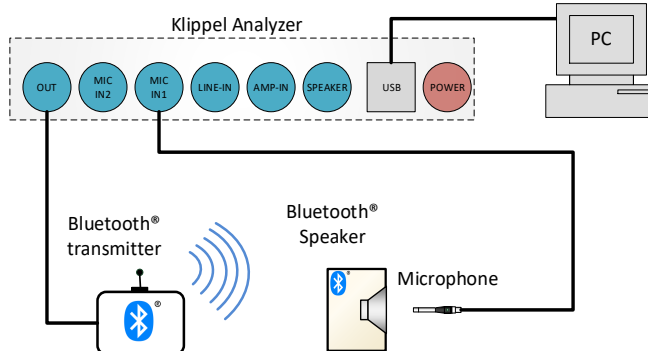 Klippel Analyzer
PC
OUT
MIC
IN2
MIC
IN1
LINE-IN
AMP-IN
SPEAKER
USB
POWER
Bluetooth®
transmitter
Bluetooth®
Speaker
Microphone
®
®